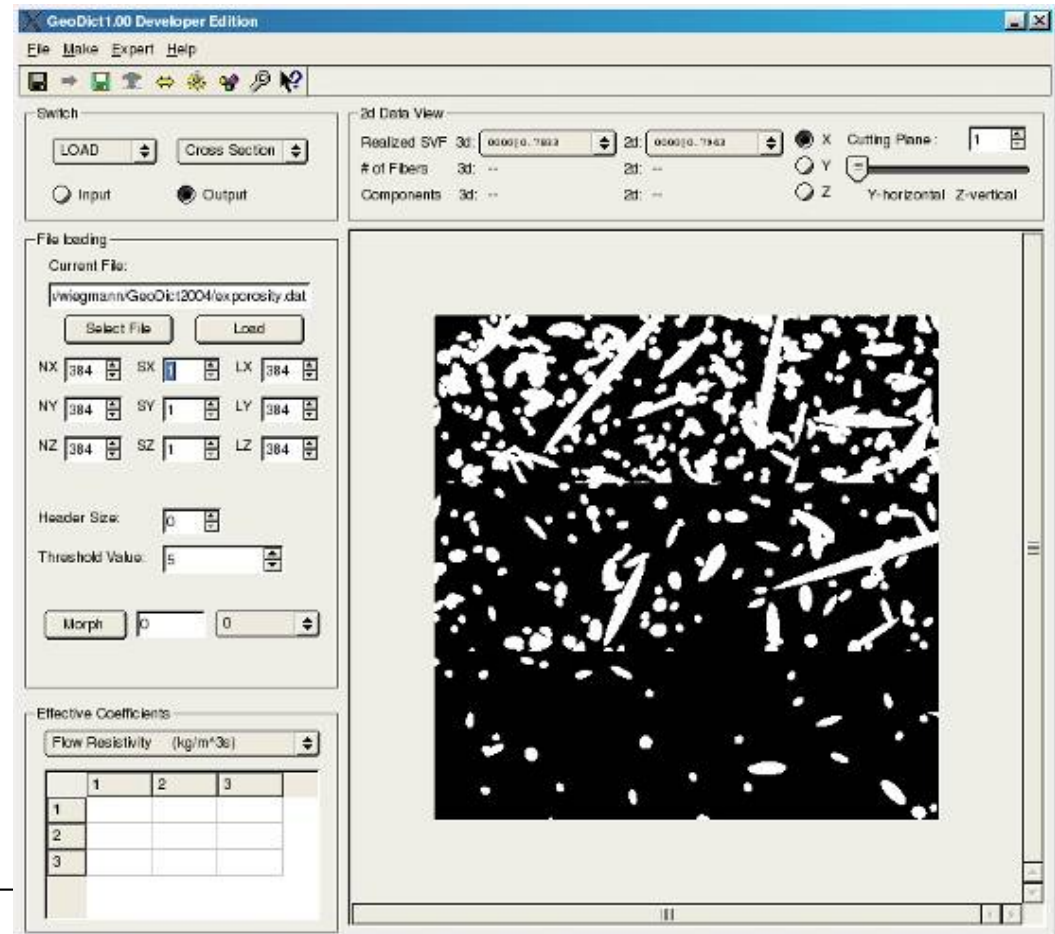 GeoDict1.00 Developer Edition
File Make Expert Help
Switch
LOAD Cross Section
Input Output
2d Data View
Realized SVF 3d: 2d:
# of Fibers 3d: -- 2d: --
Components 3d: -- 2d: --
X Cutting Plane: 1
Y
Z Y-horizontal Z-vertical
File loading
Current File:
/wiegmann/GeoDict2004/exporosity.dat
Select File Load
NX 384 SX 1 LX 384
NY 384 SY 1 LY 384
NZ 384 SZ 1 LZ 384
Header Size: 0
Threshold Value: 5
Morph 0 0
Effective Coefficients
Flow Resistivity (kg/m^3s)
1 2 3
1
2
3